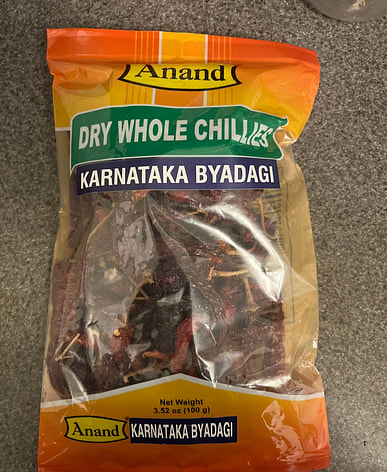 Anand
DRY WHOLE CHILLIES
KARNATAKA BYADAGI
Net Weight
3.52 oz (100 g)
Anand
KARNATAKA BYADAGI